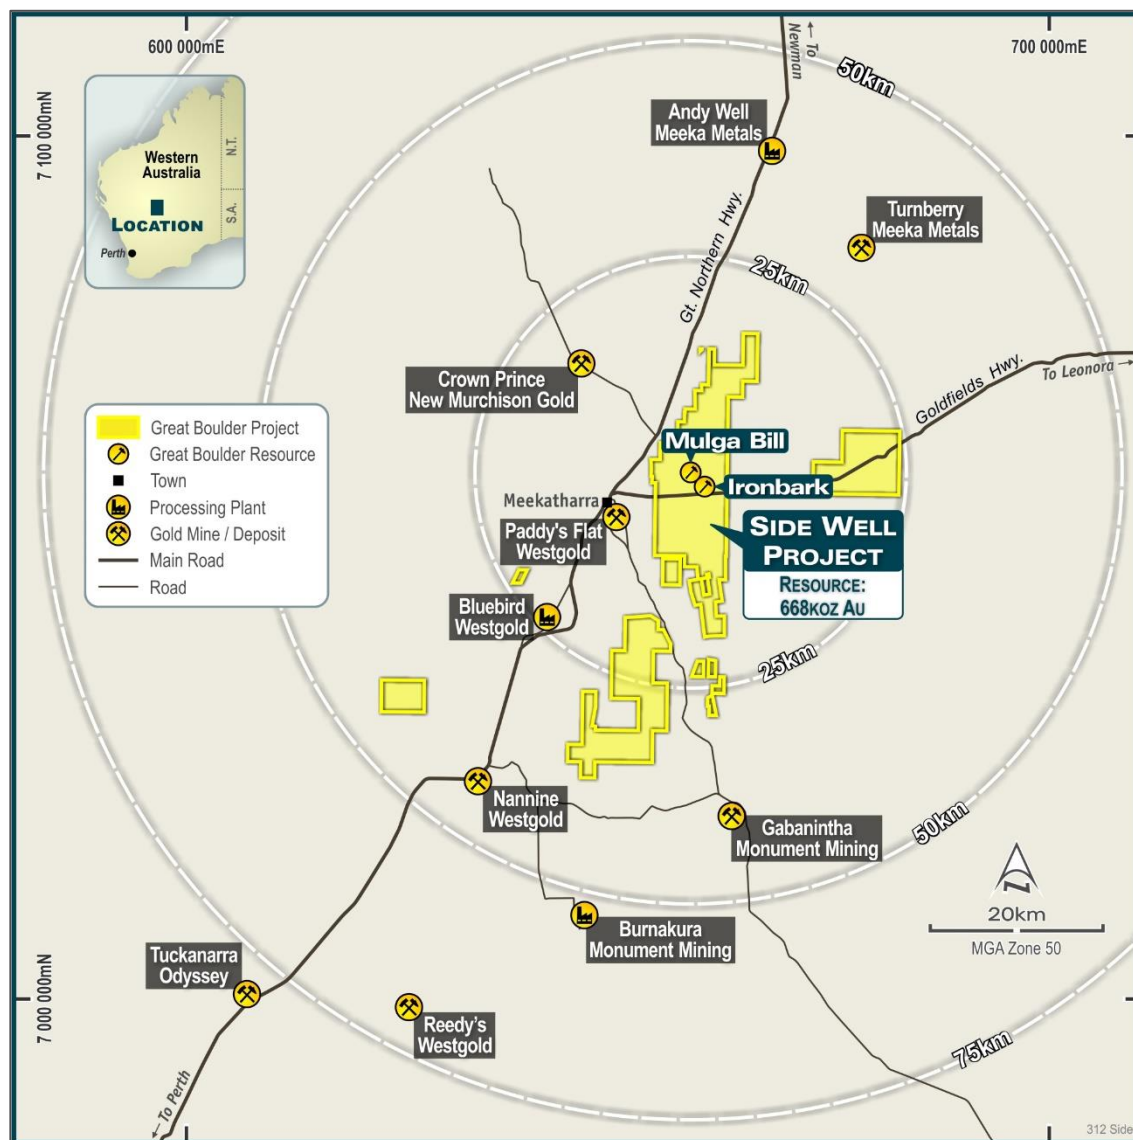 600 000mE
700 000mE
7 100 000mN
7 000 000mN
Western
Australia
N.T.
S.A.
LOCATION
Perth
← To
Newman
50km
Andy Well
Meeka Metals
Turnberry
Meeka Metals
25km
Gt. Northern Hwy.
Goldfields Hwy.
To Leonora →
Crown Prince
New Murchison Gold
Great Boulder Project
Great Boulder Resource
Town
Processing Plant
Gold Mine / Deposit
Main Road
Road
Mulga Bill
Ironbark
Meekatharra
Paddy's Flat
Westgold
SIDE WELL
PROJECT
RESOURCE:
668KOZ AU
Bluebird
Westgold
25km
Nannine
Westgold
Gabanintha
Monument Mining
50km
N
20km
MGA Zone 50
Burnakura
Monument Mining
Tuckanarra
Odyssey
Reedy's
Westgold
75km
← To Perth
312 Side